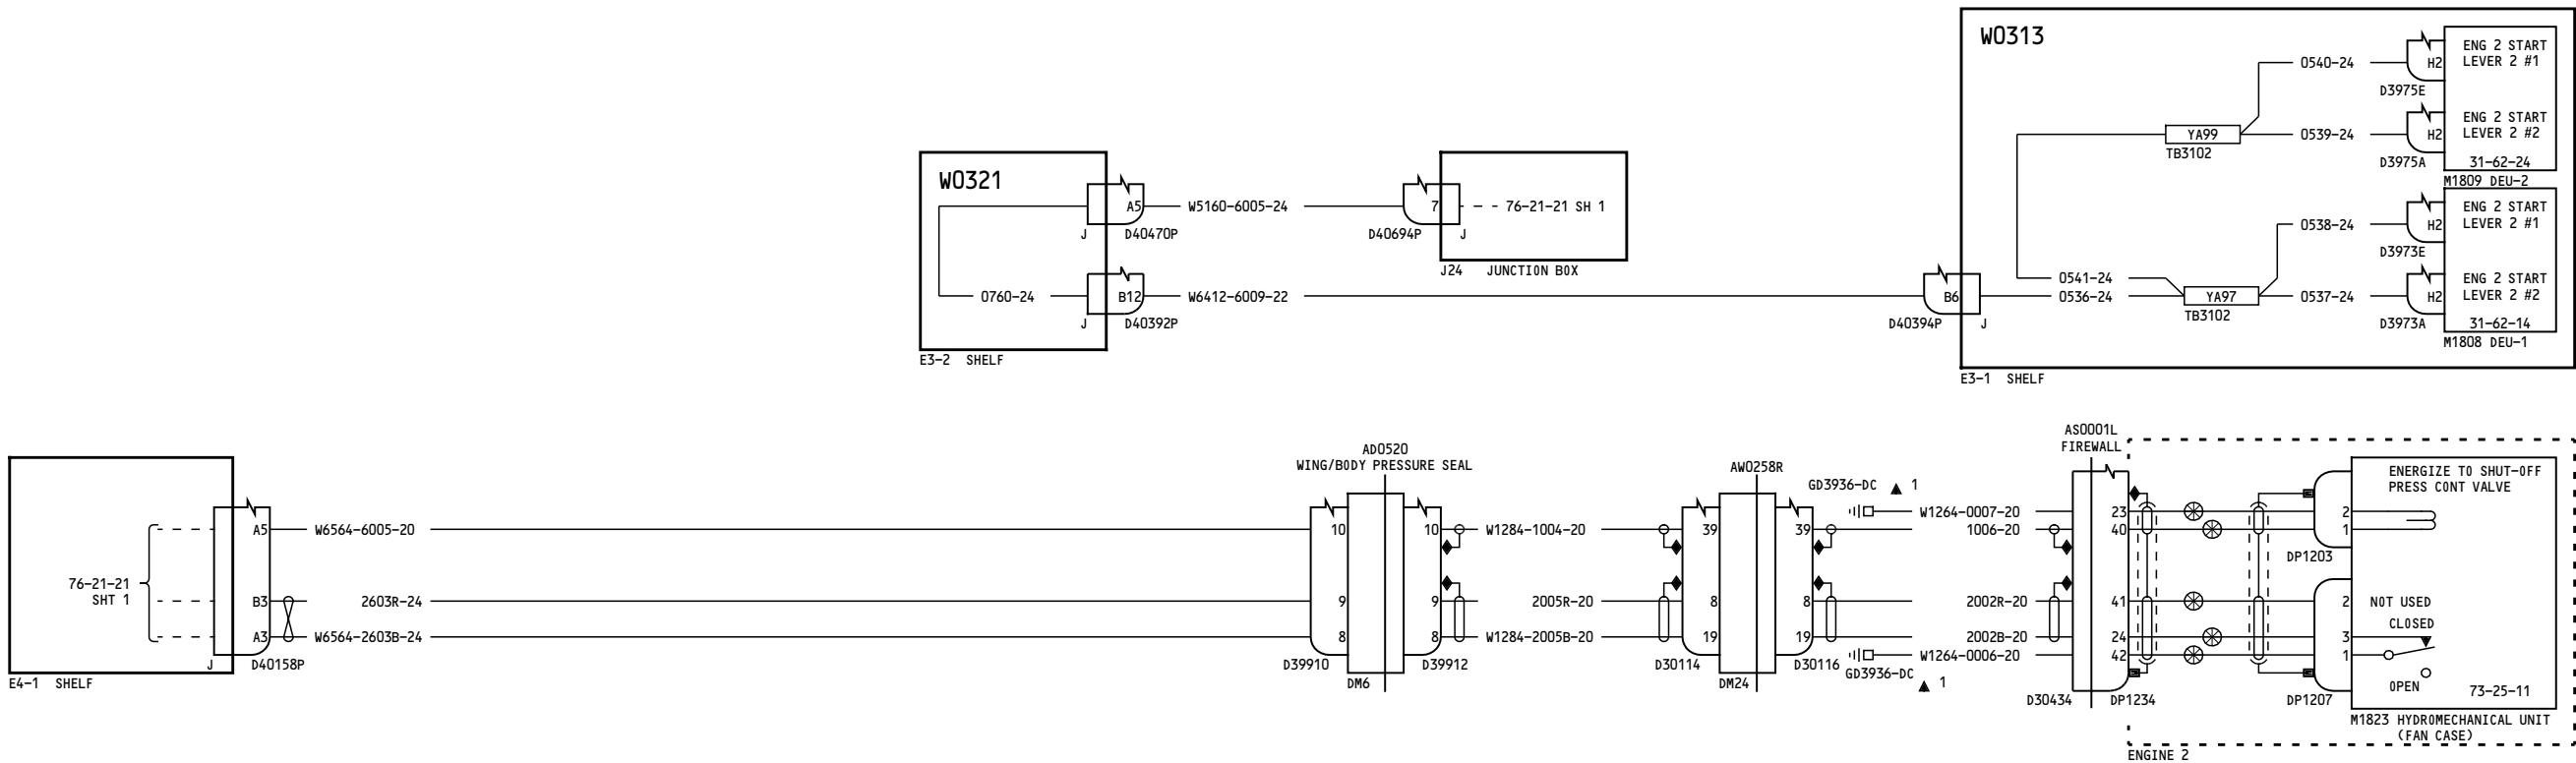 W0313
ENG 2 START
LEVER 2 #1
0540-24
H2
D3975E
ENG 2 START
LEVER 2 #2
YA99
0539-24
H2
TB3102
D3975A
31-62-24
M1809 DEU-2
W0321
A5
W5160-6005-24
7
76-21-21 SH 1
ENG 2 START
LEVER 2 #1
0538-24
H2
J
D40470P
D40694P
J
D3973E
J24 JUNCTION BOX
0541-24
ENG 2 START
LEVER 2 #2
0760-24
B12
W6412-6009-22
B6
0536-24
YA97
0537-24
H2
J
D40392P
D40394P
J
TB3102
D3973A
31-62-14
M1808 DEU-1
E3-2 SHELF
E3-1 SHELF
AS0001L
FIREWALL
AD0520
WING/BODY PRESSURE SEAL
AW0258R
ENERGIZE TO SHUT-OFF
PRESS CONT VALVE
GD3936-DC 1
W1264-0007-20
23
2
A5
W6564-6005-20
10
10
W1284-1004-20
39
39
1006-20
40
1
DP1203
76-21-21
SHT 1
B3
2603R-24
9
9
2005R-20
8
8
2002R-20
41
2
NOT USED
CLOSED
A3
W6564-2603B-24
8
8
W1284-2005B-20
19
19
2002B-20
24
3
W1264-0006-20
42
1
J
D40158P
D39910
D39912
D30114
D30116
GD3936-DC
1
E4-1 SHELF
DM6
DM24
D30434
DP1234
DP1207
OPEN
73-25-11
M1823 HYDROMECHANICAL UNIT
(FAN CASE)
ENGINE 2